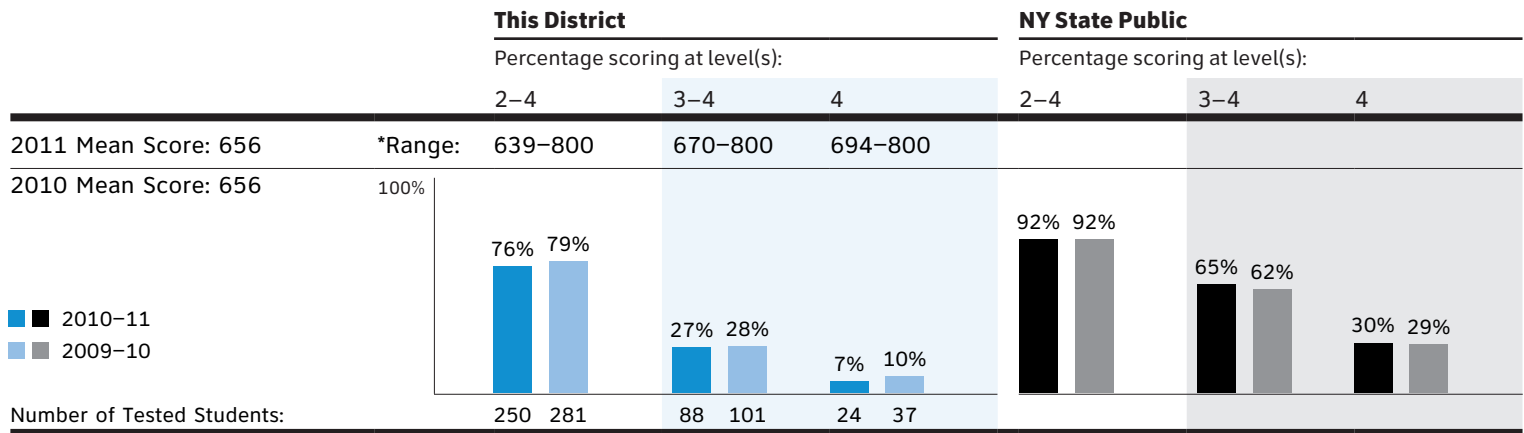 This District NY State Public
Percentage scoring at level(s): Percentage scoring at level(s):
2–4 3–4 4 2–4 3–4 4
2011 Mean Score: 656 *Range: 639–800 670–800 694–800
2010 Mean Score: 656 100%
76% 79% 27% 28% 7% 10% 92% 92% 65% 62% 30% 29%
2010–11
2009–10
Number of Tested Students: 250 281 88 101 24 37